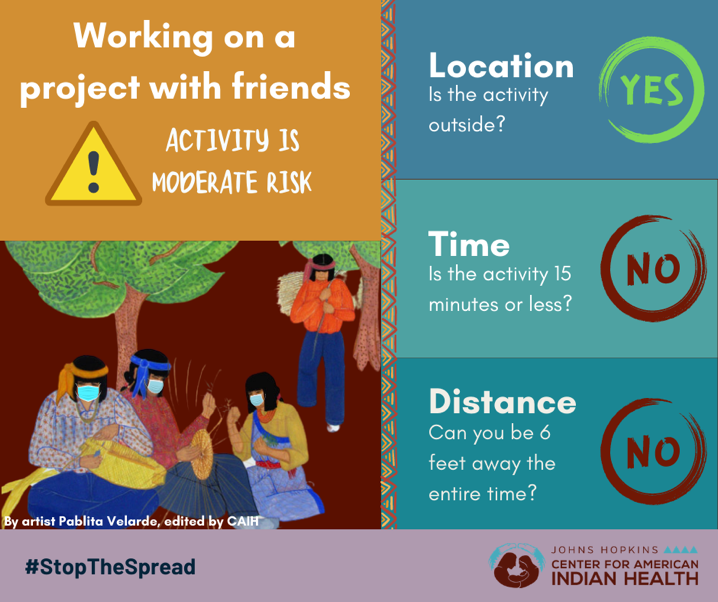 Working on a
project with friends
ACTIVITY IS
MODERATE RISK
By artist Pablita Velarde, edited by CAIH
Location
Is the activity
outside?
YES
Time
Is the activity 15
minutes or less?
NO
Distance
Can you be 6
feet away the
entire time?
NO
#StopTheSpread
JOHNS HOPKINS
CENTER FOR AMERICAN
INDIAN HEALTH